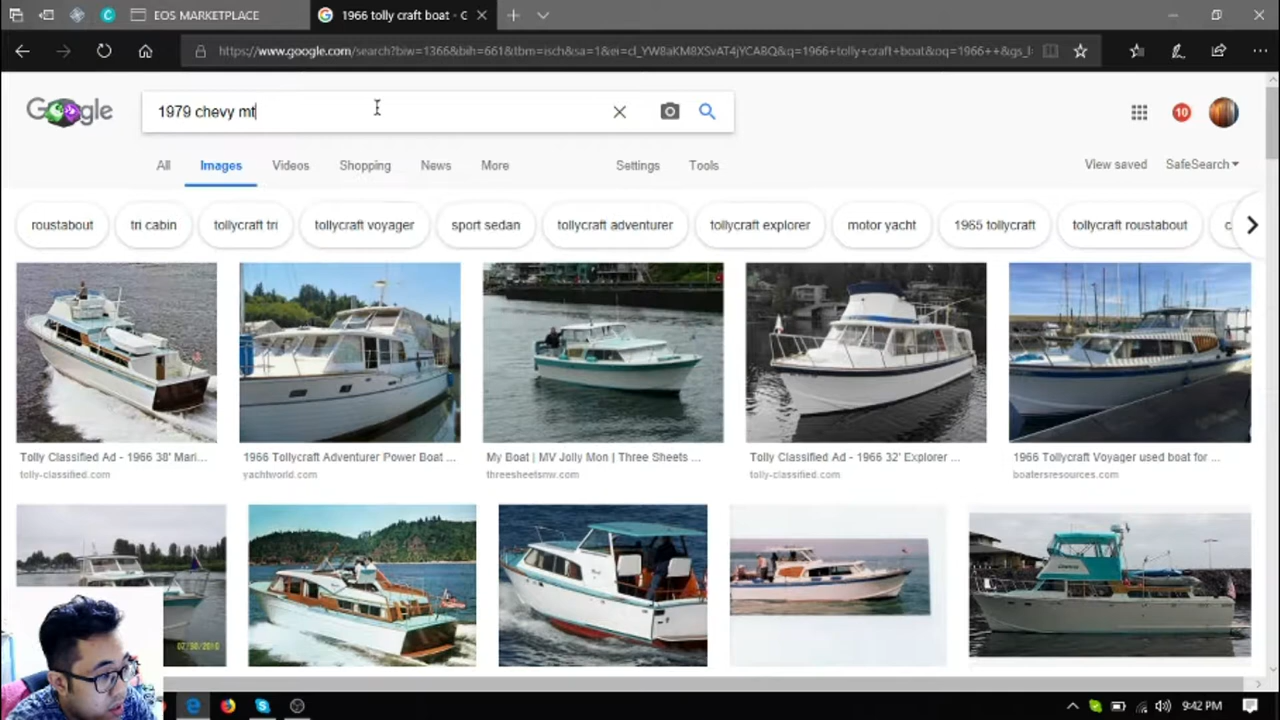 EOS MARKETPLACE
1966 tolly craft boat - G
https://www.google.com/search?biw=1366&bih=661&tbm=isch&sa=1&ei=cl_YW8aKM8XSvAT4jYCABQ&q=1966+tolly+craft+boat&oq=1966++&gs_l
Google
1979 chevy mt
10
All Images Videos Shopping News More Settings Tools
View saved SafeSearch
roustabout tri cabin tollycraft tri tollycraft voyager sport sedan tollycraft adventurer tollycraft explorer motor yacht 1965 tollycraft tollycraft roustabout
Tolly Classified Ad - 1966 38' Mari...
tolly-classified.com
1966 Tollycraft Adventurer Power Boat ...
yachtworld.com
My Boat | MV Jolly Mon | Three Sheets ...
threesheetsnw.com
Tolly Classified Ad - 1966 32' Explorer ...
tolly-classified.com
1966 Tollycraft Voyager used boat for ...
boatersresources.com
07/30/2010
9:42 PM